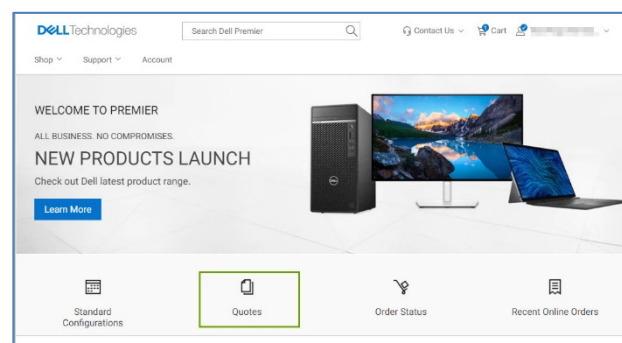 DELLTechnologies
Search Dell Premier
Contact Us
Cart
Shop
Support
Account
WELCOME TO PREMIER
ALL BUSINESS. NO COMPROMISES.
NEW PRODUCTS LAUNCH
Check out Dell latest product range.
Learn More
Standard
Configurations
Quotes
Order Status
Recent Online Orders